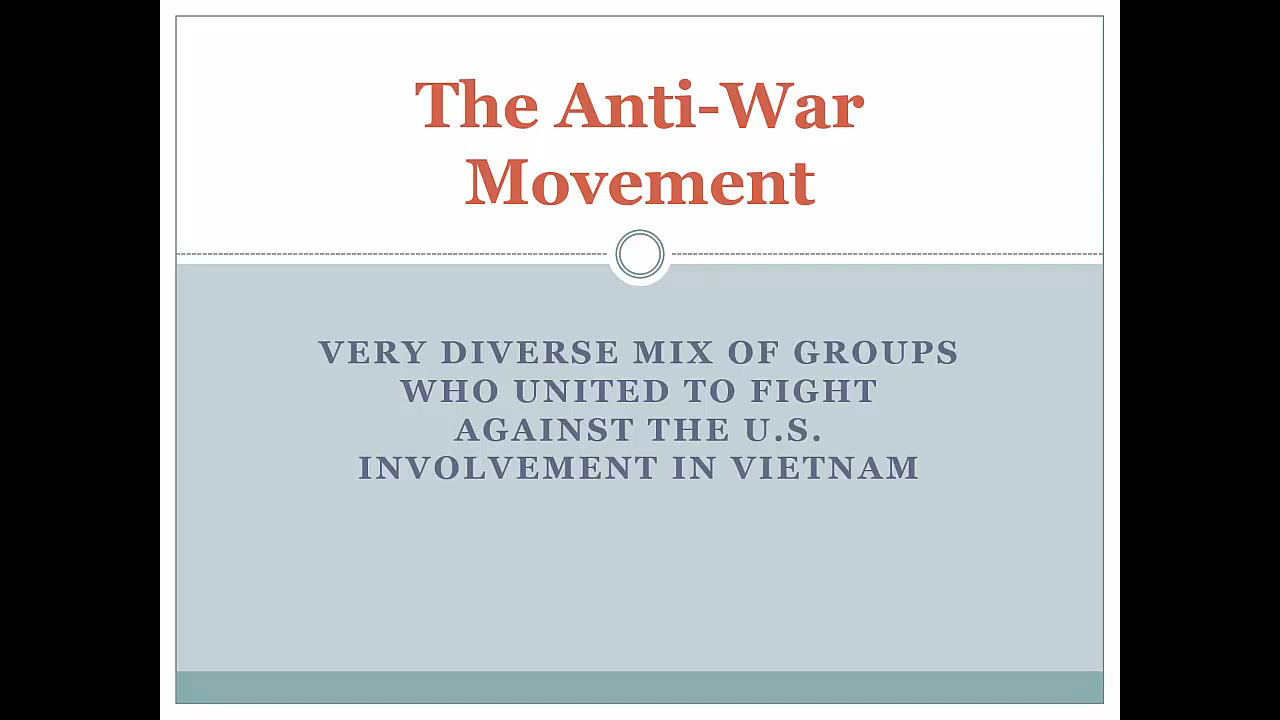 The Anti-War
Movement
VERY DIVERSE MIX OF GROUPS
WHO UNITED TO FIGHT
AGAINST THE U.S.
INVOLVEMENT IN VIETNAM